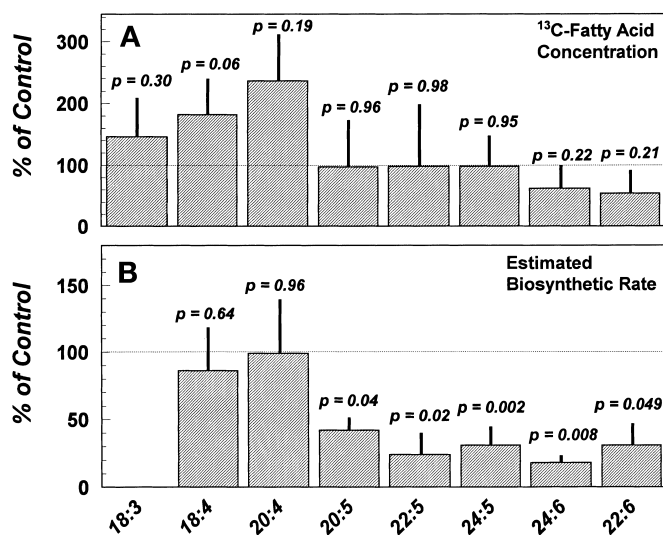 A
¹³C-Fatty Acid
Concentration
% of Control
300
200
100
0
p = 0.30
p = 0.06
p = 0.19
p = 0.96
p = 0.98
p = 0.95
p = 0.22
p = 0.21
B
Estimated
Biosynthetic Rate
% of Control
150
100
50
0
p = 0.64
p = 0.96
p = 0.04
p = 0.02
p = 0.002
p = 0.008
p = 0.049
18:3
18:4
20:4
20:5
22:5
24:5
24:6
22:6